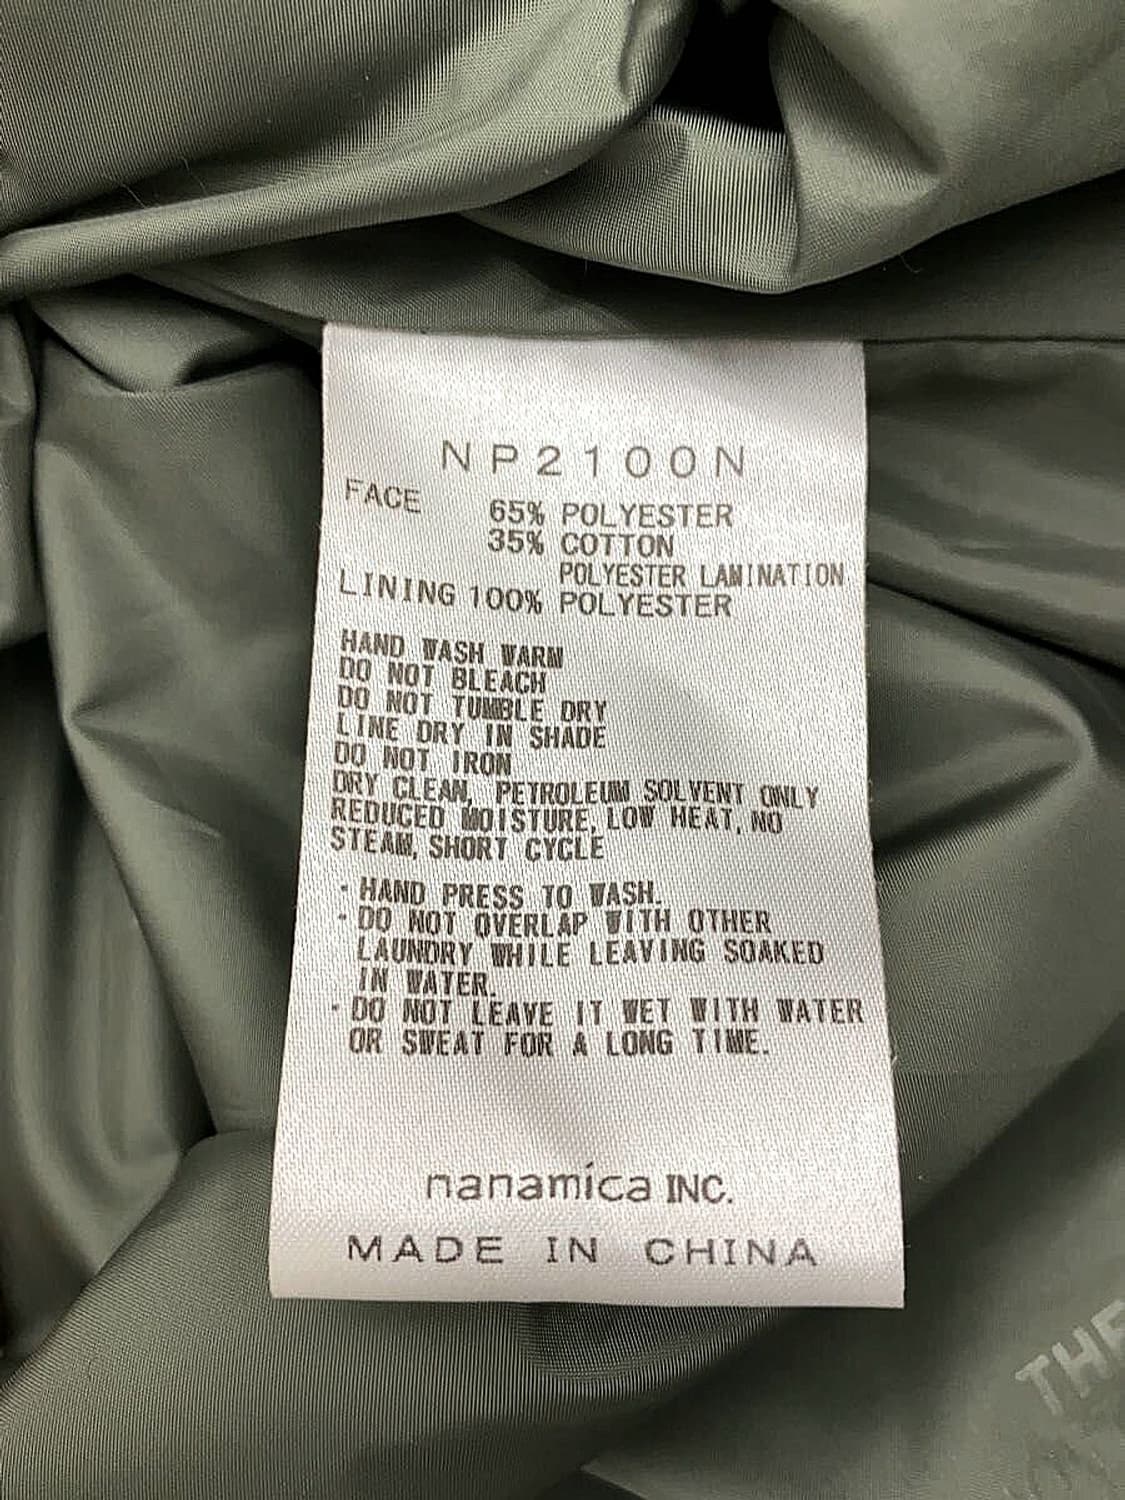 NP2100N
FACE 65% POLYESTER
35% COTTON
POLYESTER LAMINATION
LINING 100% POLYESTER
HAND WASH WARM
DO NOT BLEACH
DO NOT TUMBLE DRY
LINE DRY IN SHADE
DO NOT IRON
DRY CLEAN, PETROLEUM SOLVENT ONLY
REDUCED MOISTURE, LOW HEAT, NO
STEAM, SHORT CYCLE
・HAND PRESS TO WASH.
・DO NOT OVERLAP WITH OTHER
LAUNDRY WHILE LEAVING SOAKED
IN WATER.
・DO NOT LEAVE IT WET WITH WATER
OR SWEAT FOR A LONG TIME.
nanamíca INC.
MADE IN CHINA
THE